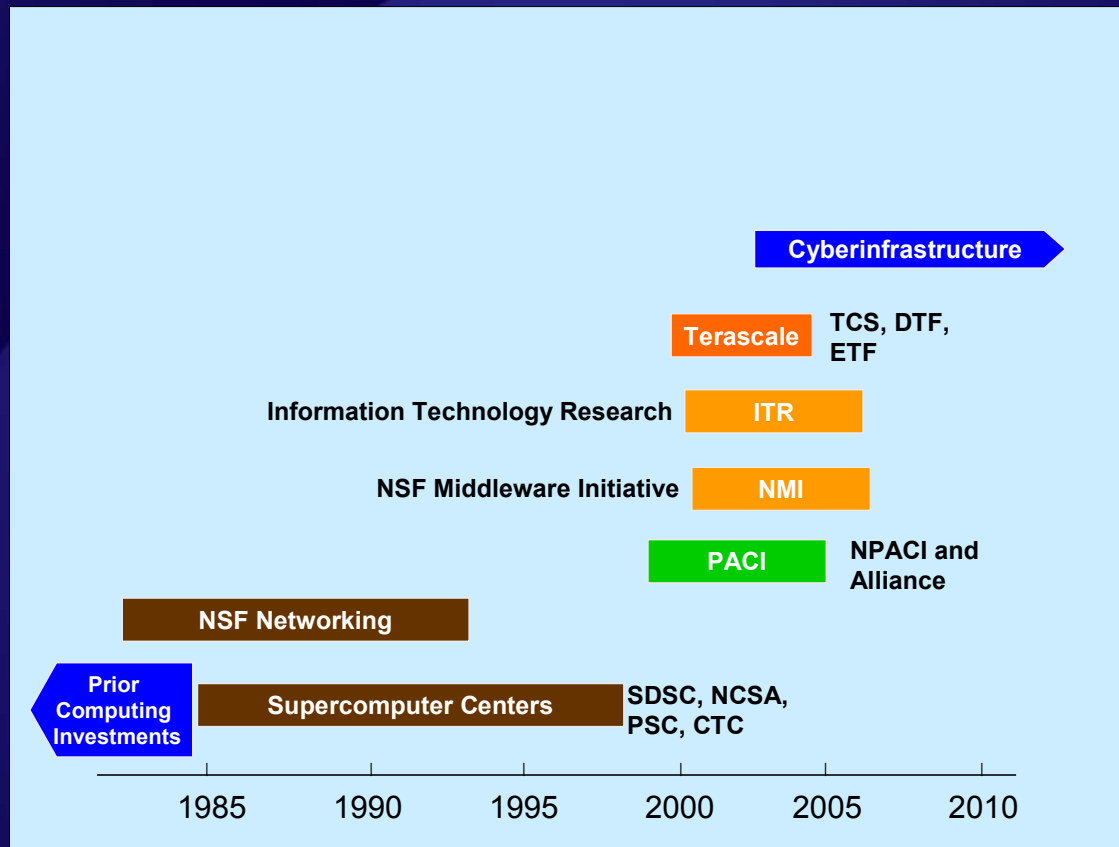 Cyberinfrastructure
Terascale
TCS, DTF,
ETF
Information Technology Research
ITR
NSF Middleware Initiative
NMI
PACI
NPACI and
Alliance
NSF Networking
Prior
Computing
Investments
Supercomputer Centers
SDSC, NCSA,
PSC, CTC
1985
1990
1995
2000
2005
2010